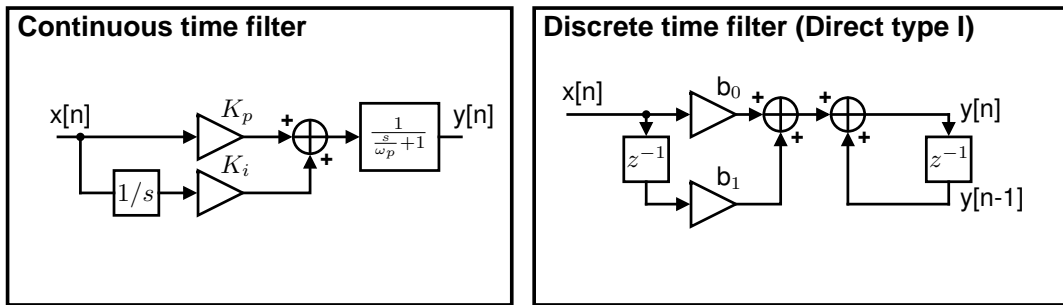 Continuous time filter
x[n]
K_p
+
+
K_i
1/s
1
s/ω_p + 1
y[n]
Discrete time filter (Direct type I)
x[n]
b_0
+
+
z^{-1}
b_1
+
+
y[n]
z^{-1}
y[n-1]